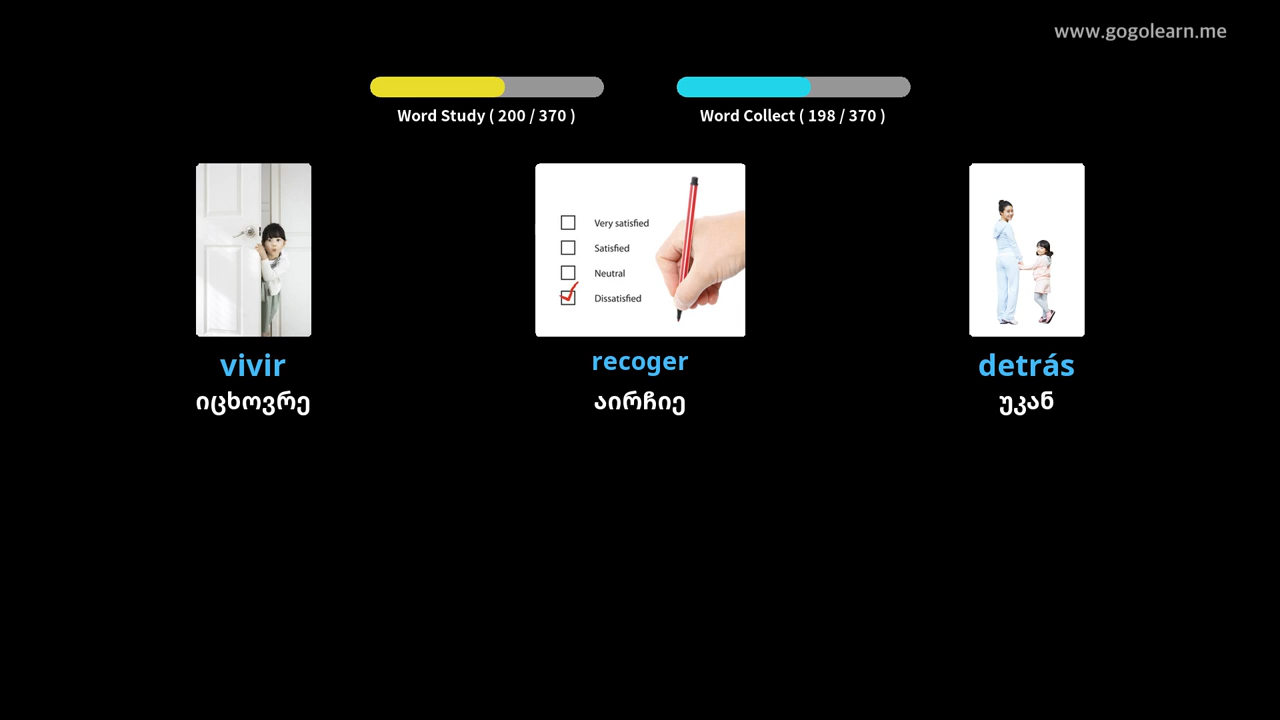 www.gogolearn.me
Word Study ( 200 / 370 )
Word Collect ( 198 / 370 )
Very satisfied
Satisfied
Neutral
Dissatisfied
vivir
recoger
detrás
იცხოვრე
აირჩიე
უკან